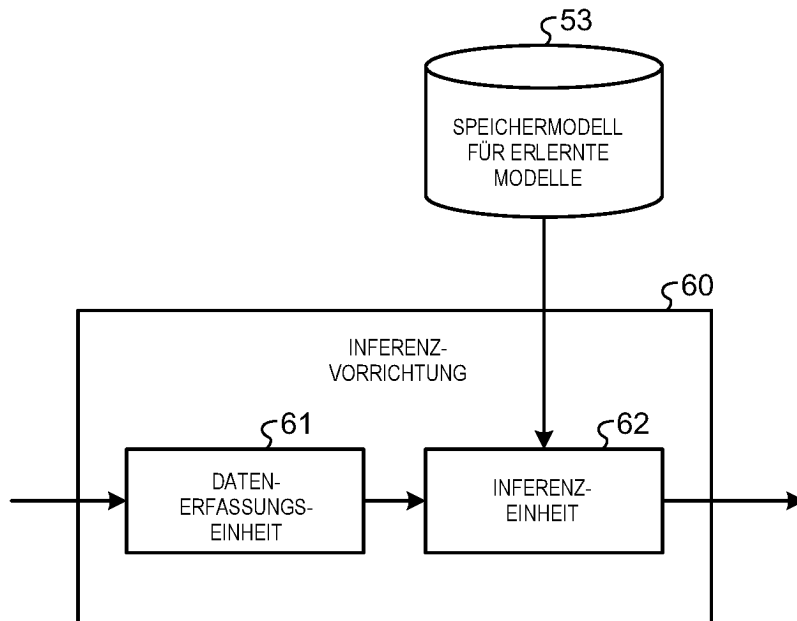 53
SPEICHERMODELL
FÜR ERLERNTE
MODELLE
60
INFERENZ-
VORRICHTUNG
61
62
DATEN-
ERFASSUNGS-
EINHEIT
INFERENZ-
EINHEIT